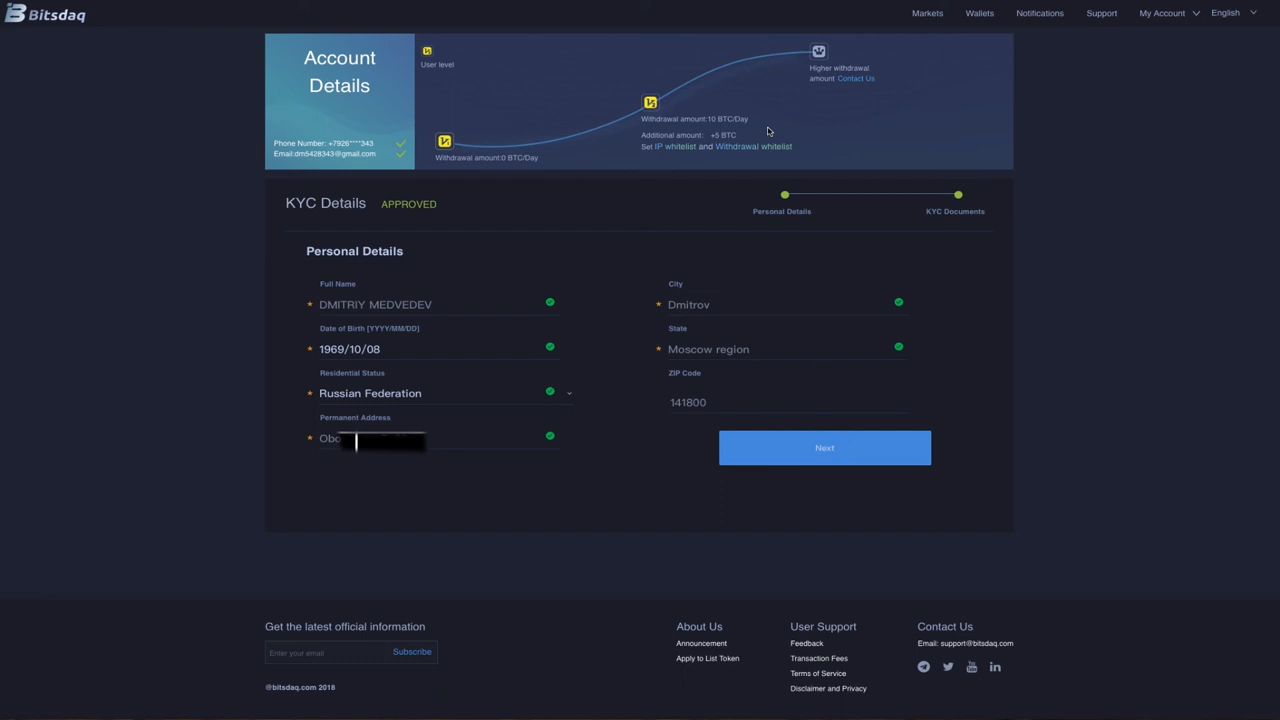 Bitsdaq
Markets
Wallets
Notifications
Support
My Account
English
Account
Details
Phone Number: +7926****343
Email:dm5428343@gmail.com
User level
Withdrawal amount:0 BTC/Day
Withdrawal amount:10 BTC/Day
Additional amount: +5 BTC
Set IP whitelist and Withdrawal whitelist
Higher withdrawal
amount Contact Us
KYC Details APPROVED
Personal Details
KYC Documents
Personal Details
Full Name
* DMITRIY MEDVEDEV
Date of Birth [YYYY/MM/DD]
* 1969/10/08
Residential Status
* Russian Federation
Permanent Address
City
* Dmitrov
State
* Moscow region
ZIP Code
141800
Next
Get the latest official information
Enter your email
Subscribe
@bitsdaq.com 2018
About Us
Announcement
Apply to List Token
User Support
Feedback
Transaction Fees
Terms of Service
Disclaimer and Privacy
Contact Us
Email: support@bitsdaq.com